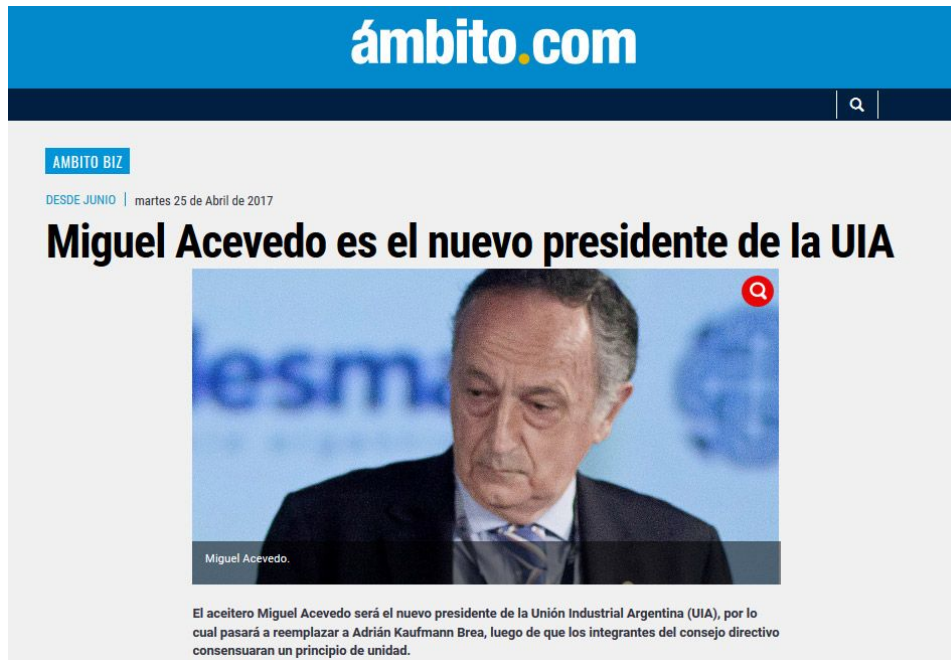 ámbito.com
AMBITO BIZ
DESDE JUNIO | martes 25 de Abril de 2017
Miguel Acevedo es el nuevo presidente de la UIA
esma
Miguel Acevedo.
El aceitero Miguel Acevedo será el nuevo presidente de la Unión Industrial Argentina (UIA), por lo
cual pasará a reemplazar a Adrián Kaufmann Brea, luego de que los integrantes del consejo directivo
consensuaran un principio de unidad.